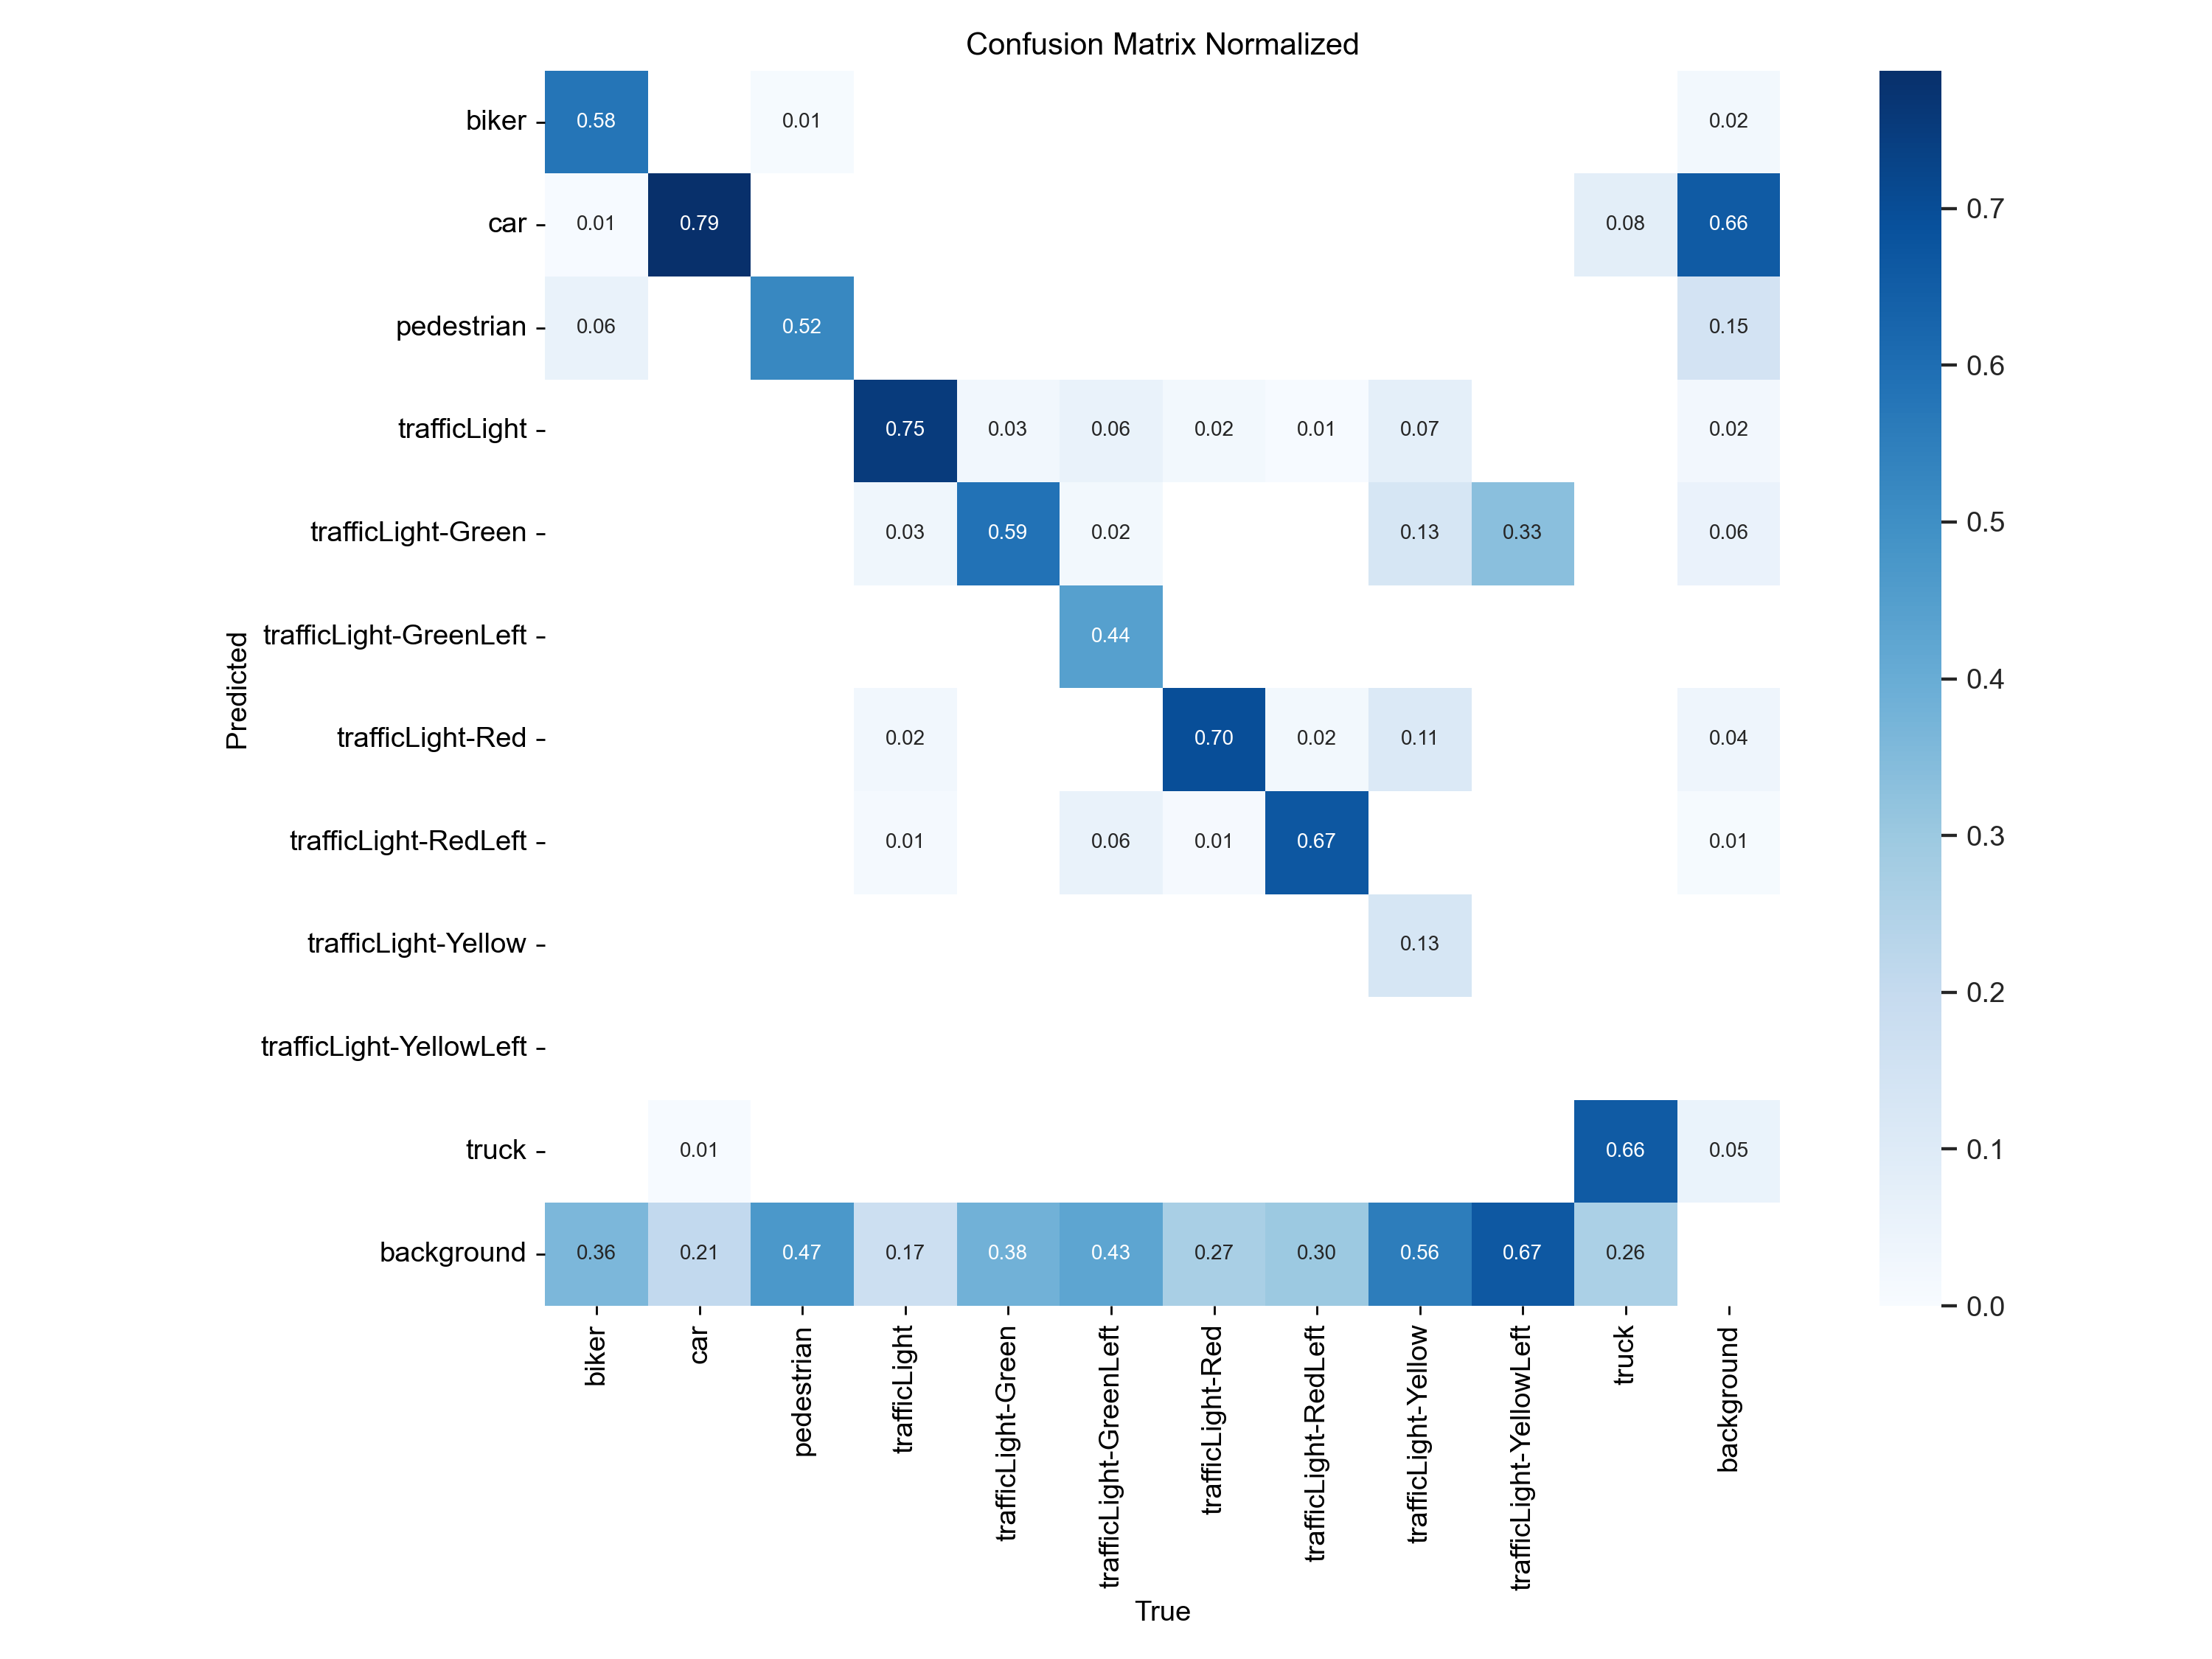 Confusion Matrix Normalized
biker 0.58 0.01 0.02
car 0.01 0.79 0.08 0.66 0.7
pedestrian 0.06 0.52 0.15 0.6
trafficLight 0.75 0.03 0.06 0.02 0.01 0.07 0.02
trafficLight-Green 0.03 0.59 0.02 0.13 0.33 0.06 0.5
Predicted
trafficLight-GreenLeft 0.44 0.4
trafficLight-Red 0.02 0.70 0.02 0.11 0.04
trafficLight-RedLeft 0.01 0.06 0.01 0.67 0.01 0.3
trafficLight-Yellow 0.13 0.2
trafficLight-YellowLeft
truck 0.01 0.66 0.05 0.1
background 0.36 0.21 0.47 0.17 0.38 0.43 0.27 0.30 0.56 0.67 0.26 0.0
biker car pedestrian trafficLight trafficLight-Green trafficLight-GreenLeft trafficLight-Red trafficLight-RedLeft trafficLight-Yellow trafficLight-YellowLeft truck background
True